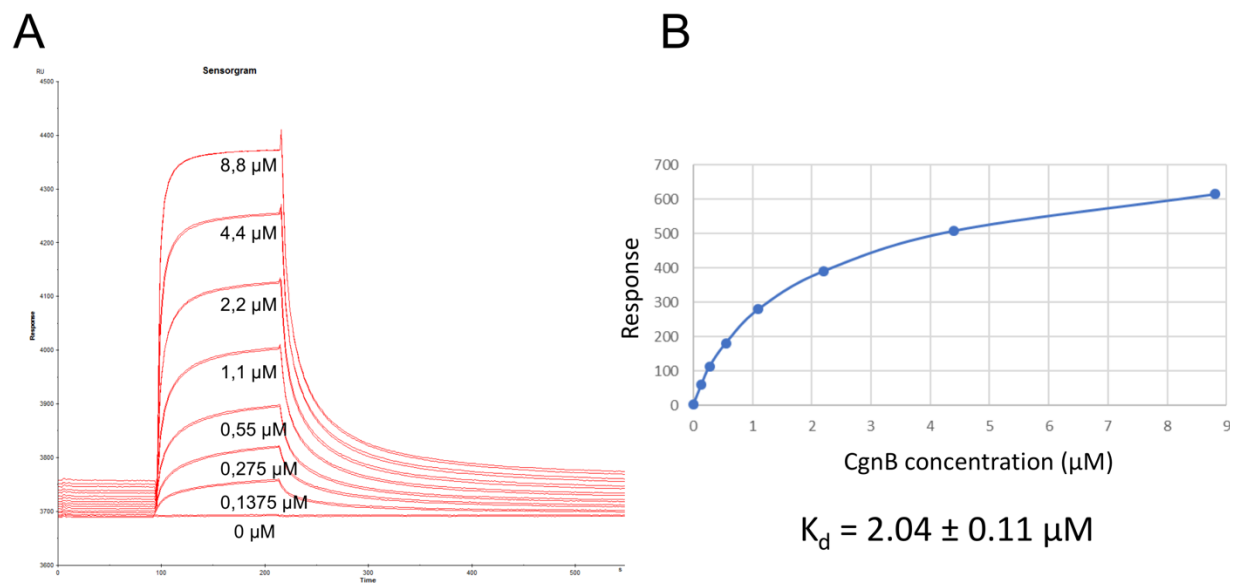 A
Sensorgram
RU
4500
4400
4300
4200
4100
4000
3900
3800
3700
3600
Response
8,8 µM
4,4 µM
2,2 µM
1,1 µM
0,55 µM
0,275 µM
0,1375 µM
0 µM
0
100
200
300
400
500
s
Time
B
700
600
500
400
300
200
100
0
Response
0 1 2 3 4 5 6 7 8 9
CgnB concentration (µM)
Kd = 2.04 ± 0.11 µM